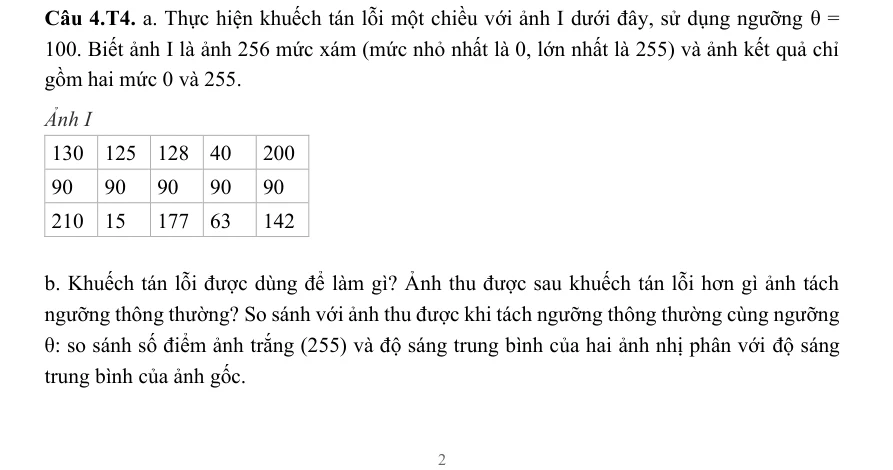 Câu 4.T4. a. Thực hiện khuếch tán lỗi một chiều với ảnh I dưới đây, sử dụng ngưỡng θ =
100. Biết ảnh I là ảnh 256 mức xám (mức nhỏ nhất là 0, lớn nhất là 255) và ảnh kết quả chỉ
gồm hai mức 0 và 255.
Ảnh I
130 125 128 40 200
90 90 90 90 90
210 15 177 63 142
b. Khuếch tán lỗi được dùng để làm gì? Ảnh thu được sau khuếch tán lỗi hơn gì ảnh tách
ngưỡng thông thường? So sánh với ảnh thu được khi tách ngưỡng thông thường cùng ngưỡng
θ: so sánh số điểm ảnh trắng (255) và độ sáng trung bình của hai ảnh nhị phân với độ sáng
trung bình của ảnh gốc.
2